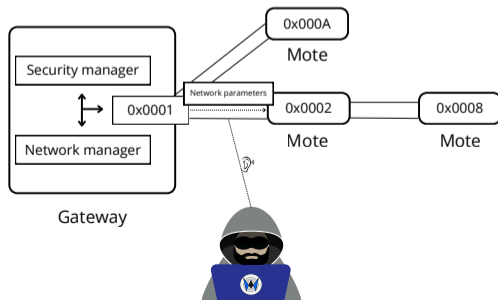 0x000A
Mote
Security manager
Network parameters
0x0001
0x0002
0x0008
Network manager
Mote
Mote
Gateway